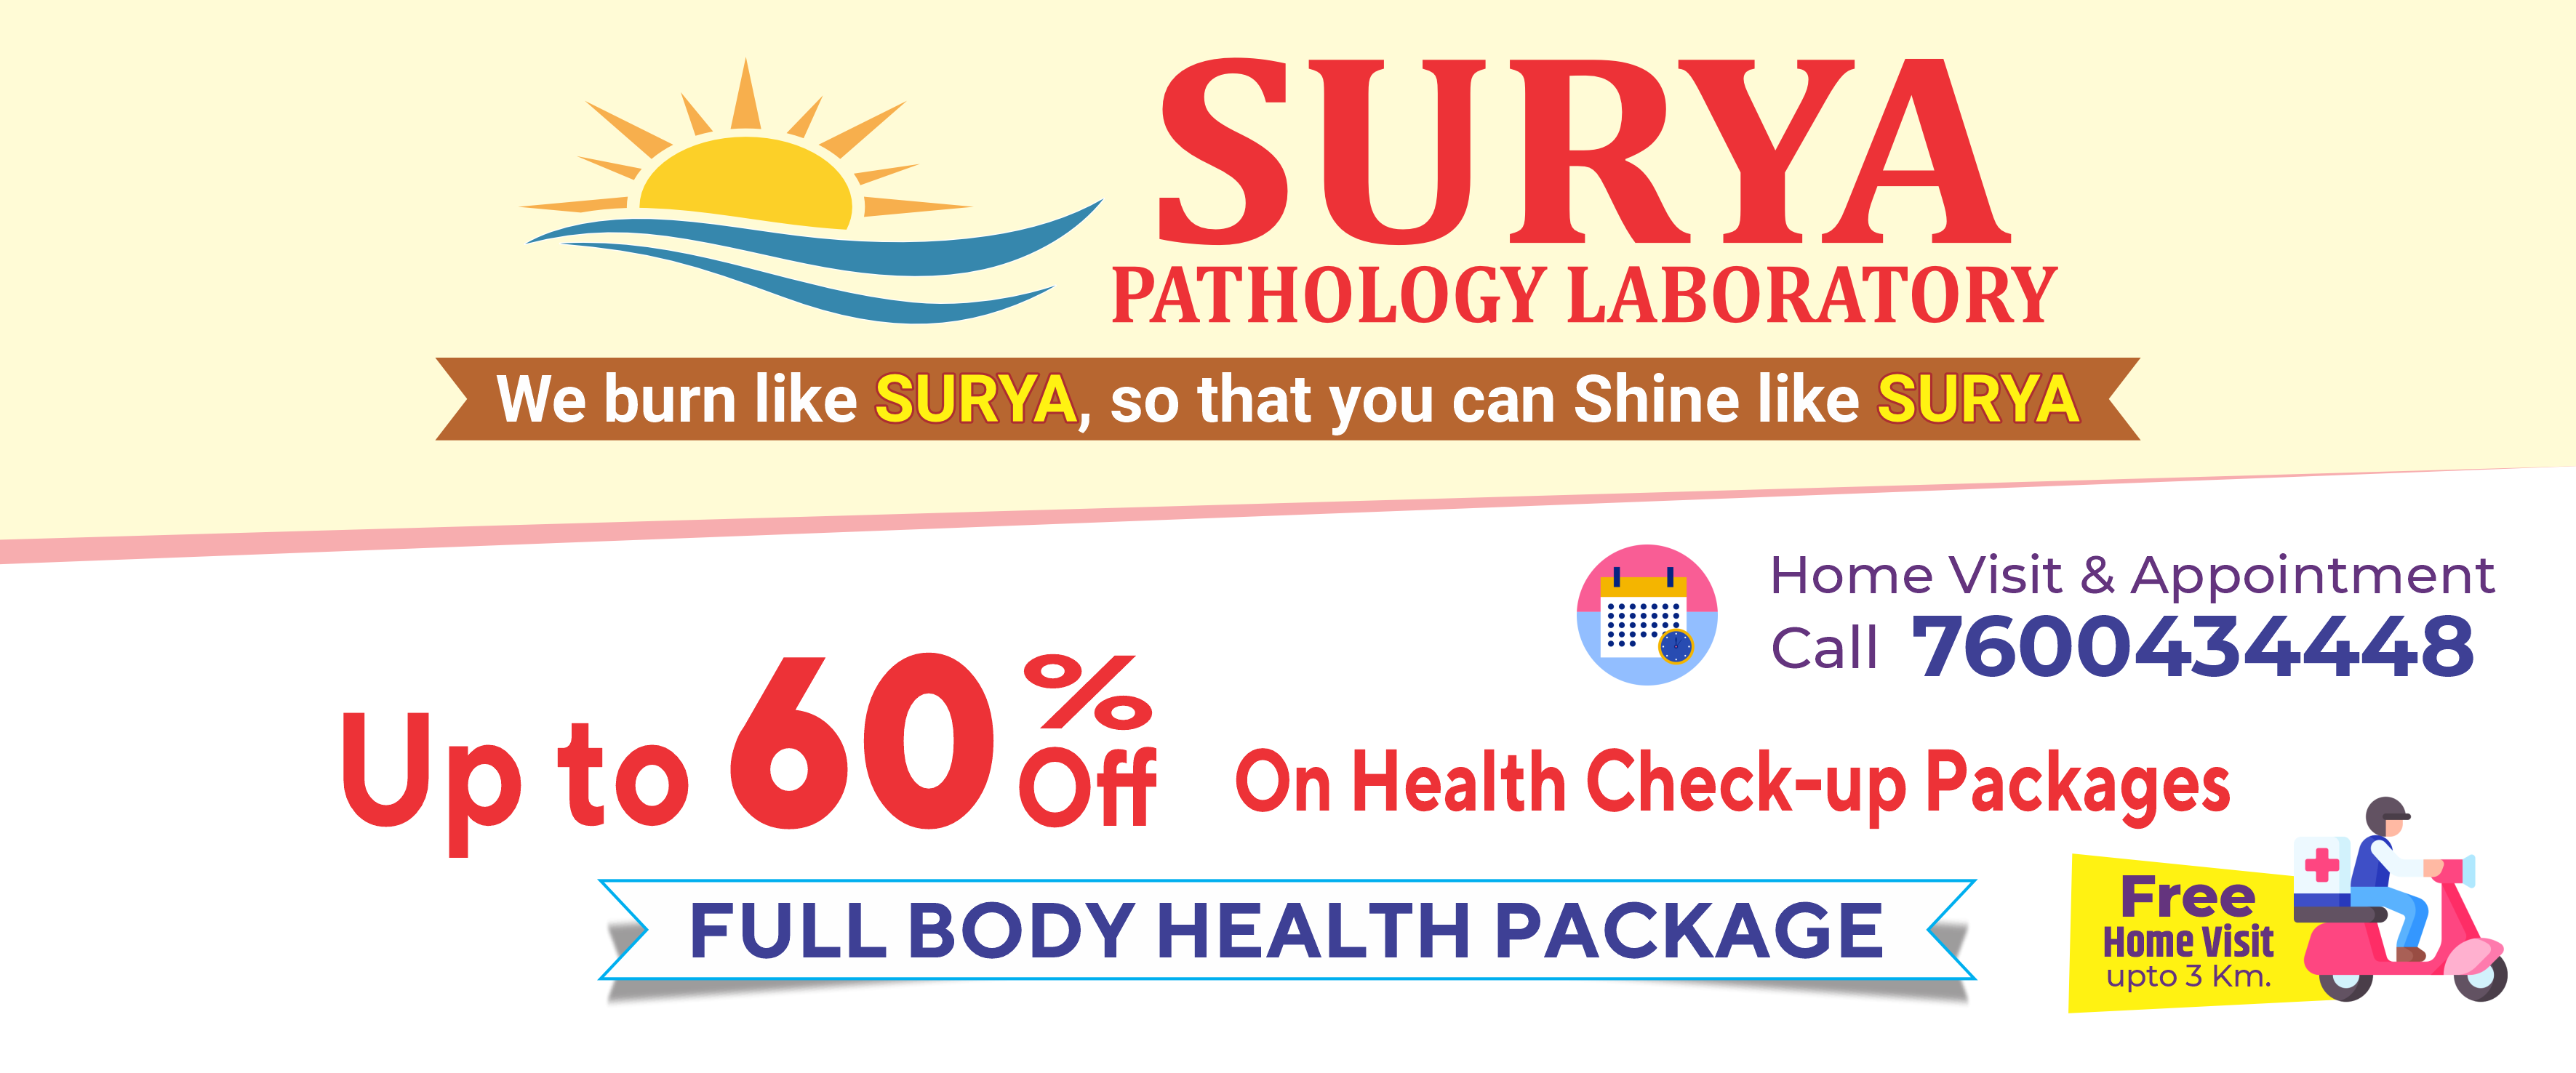 SURYA
PATHOLOGY LABORATORY
We burn like SURYA, so that you can Shine like SURYA
Home Visit & Appointment
Call 7600434448
Up to 60% Off On Health Check-up Packages
FULL BODY HEALTH PACKAGE
Free
Home Visit
upto 3 Km.